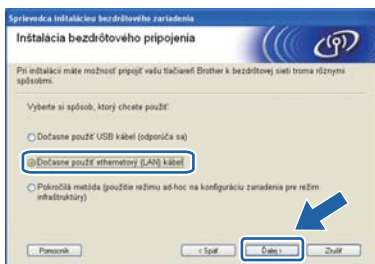 Sprievodca inštaláciou bezdrôtového zariadenia
Inštalácia bezdrôtového pripojenia
Pri inštalácii máte možnosť pripojiť vašu tlačiareň Brother k bezdrôtovej sieti troma rôznymi
spôsobmi.
Vyberte si spôsob, ktorý chcete použiť:
Dočasne použiť USB kábel (odporúča sa)
Dočasne použiť ethernetový (LAN) kábel
Pokročilá metóda (použitie režimu ad-hoc na konfiguráciu zariadenia pre režim
infraštruktúry)
Pomocník
< Späť
Ďalej >
Zrušiť